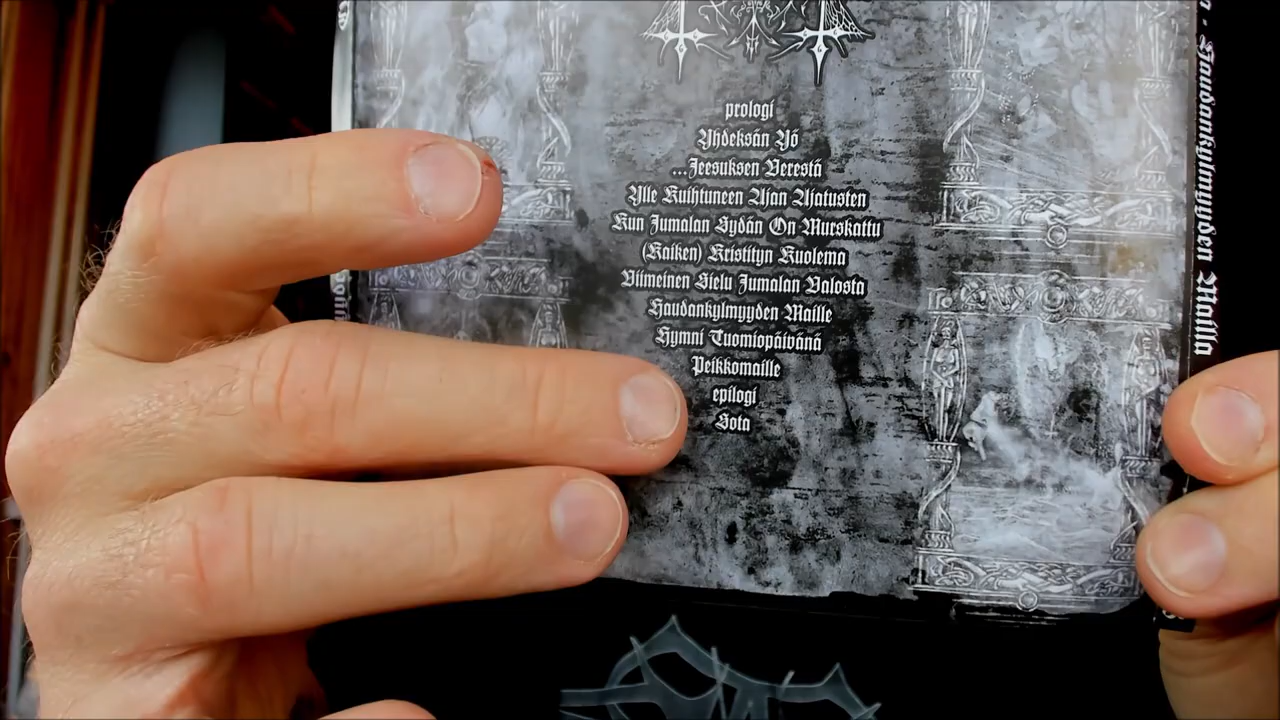 prologi
Yhdeksän Yö
...Jeesuksen Verestä
Ylle Kuihtuneen Ajan Ajatusten
Kun Jumalan Sydän On Murskattu
(Kaiken) Kristityn Kuolema
Viimeinen Sielu Jumalan Valosta
Haudankylmyyden Maille
Hymni Tuomiopäivänä
Peikkomaille
epilogi
Sota
- Haudankylmyyden Mailla